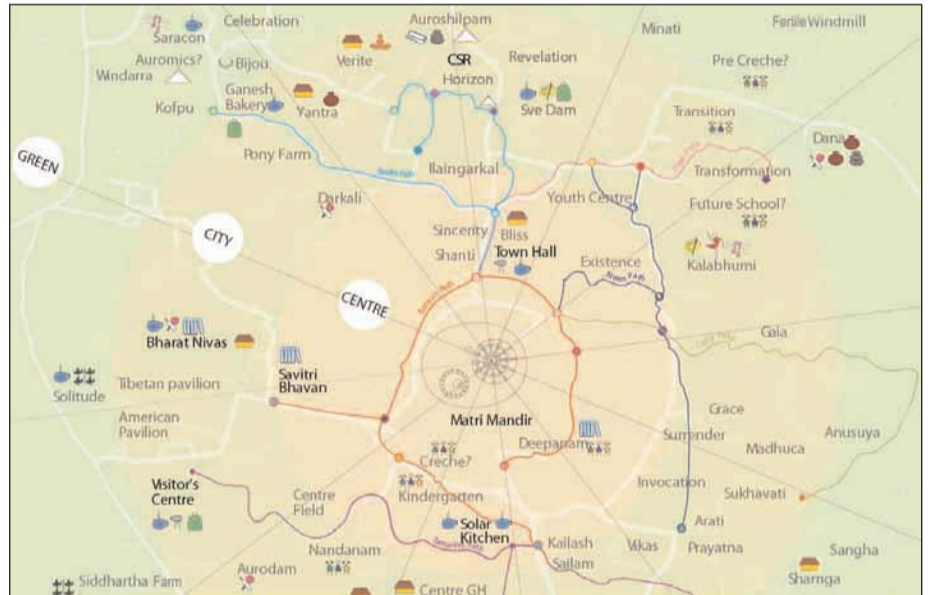 Celebration
Auroshilpam
Minati
Fertile Windmill
Saracon
Auromics?
Bijou
Verite
CSR
Revelation
Pre Creche?
Windarra
Horizon
Ganesh
Bakery
Yantra
Sve Dam
Transition
Kofpu
Dana
Pony Farm
Ilaingarkal
Transformation
GREEN
Darkali
Youth Centre
Future School?
CITY
Sincerity
Bliss
Shanti
Town Hall
Existence
Kalabhumi
CENTRE
Gaia
Bharat Nivas
Savitri
Bhavan
Solitude
Tibetan pavilion
American
Pavilion
Matri Mandir
Grace
Deepanam
Surrender
Madhuca
Anusuya
Creche?
Visitor's
Centre
Centre
Field
Kindergarten
Invocation
Sukhavati
Solar
Kitchen
Arati
Nandanam
Kailash
Vikas
Prayatna
Sangha
Siddhartha Farm
Aurodam
Sailam
Sharnga
Centre GH